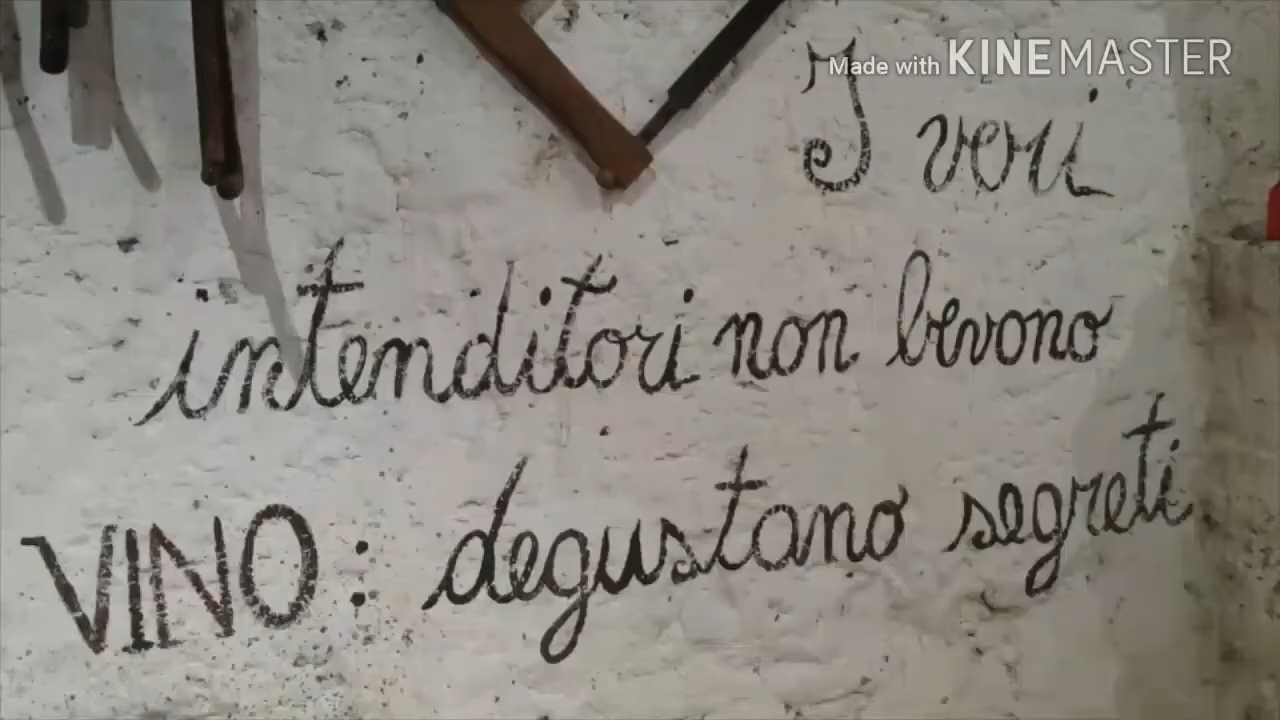 Made with KINEMASTER
I veri
intenditori non bevono
VINO: degustano segreti